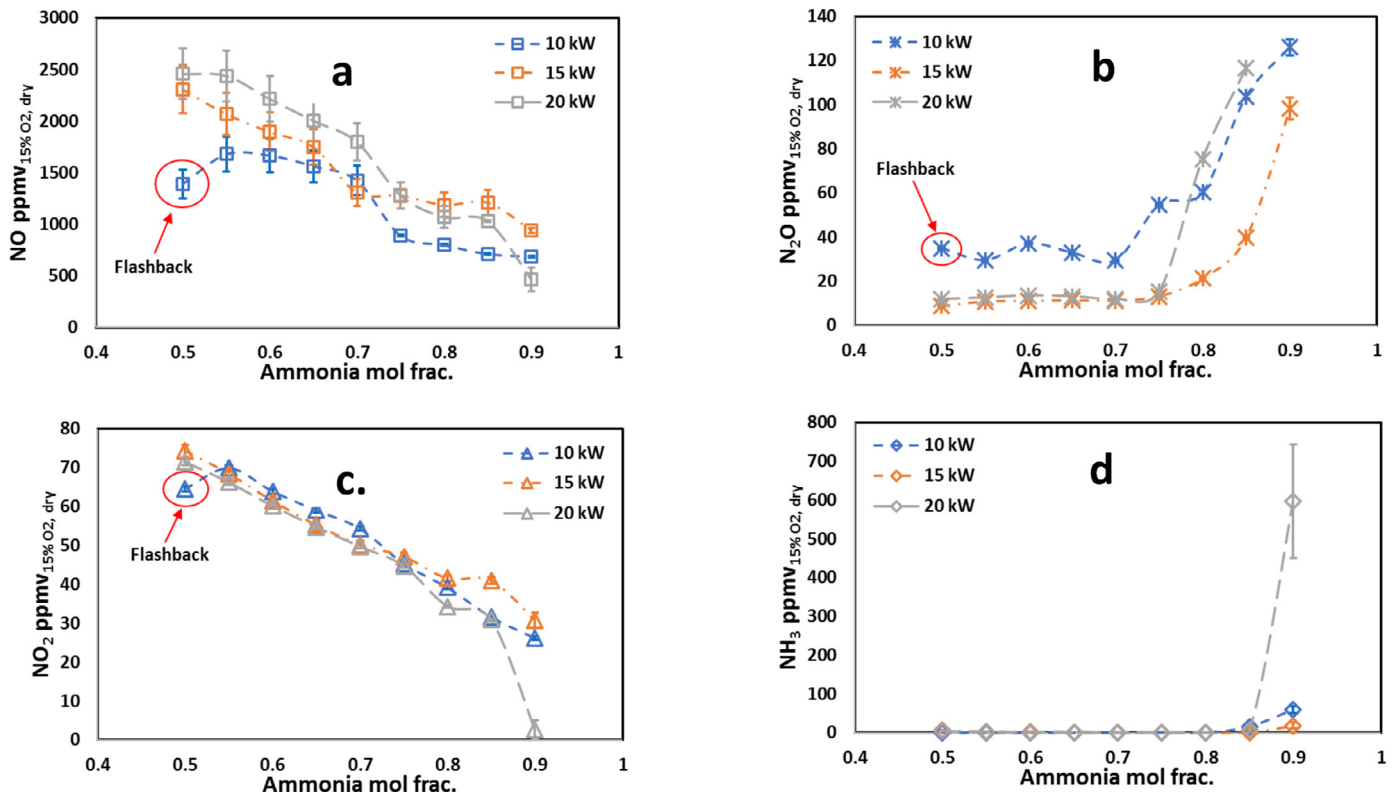 a
NO ppmv15% O2, dry
3000
2500
2000
1500
1000
500
0
0.4 0.5 0.6 0.7 0.8 0.9 1
Ammonia mol frac.
10 kW
15 kW
20 kW
Flashback
b
N2O ppmv15% O2, dry
140
120
100
80
60
40
20
0
0.4 0.5 0.6 0.7 0.8 0.9 1
Ammonia mol frac.
10 kW
15 kW
20 kW
Flashback
c.
NO2 ppmv15% O2, dry
80
70
60
50
40
30
20
10
0
0.4 0.5 0.6 0.7 0.8 0.9 1
Ammonia mol frac.
10 kW
15 kW
20 kW
Flashback
d
NH3 ppmv15% O2, dry
800
700
600
500
400
300
200
100
0
0.4 0.5 0.6 0.7 0.8 0.9 1
Ammonia mol frac.
10 kW
15 kW
20 kW